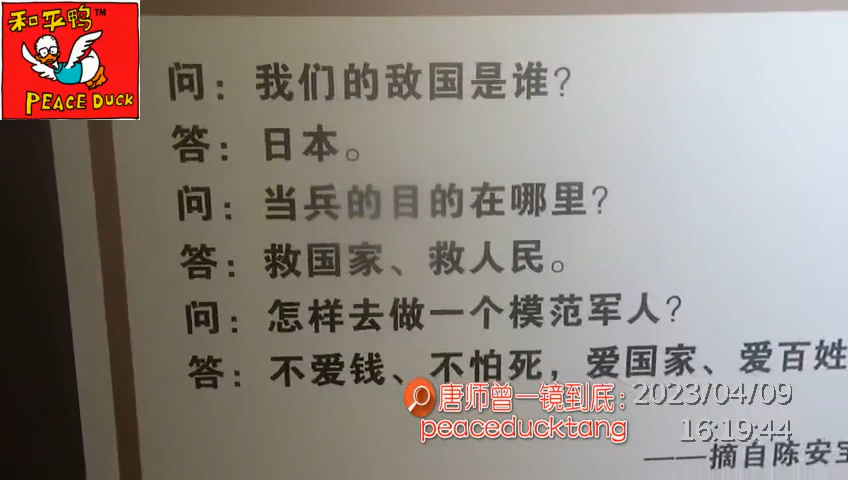 和平鸭™
PEACE DUCK
问：我们的敌国是谁？
答：日本。
问：当兵的目的在哪里？
答：救国家、救人民。
问：怎样去做一个模范军人？
答：不爱钱、不怕死，爱国家、爱百姓
唐师曾一镜到底：
peaceducktang
2023/04/09
16:19:44
——摘自陈安宝